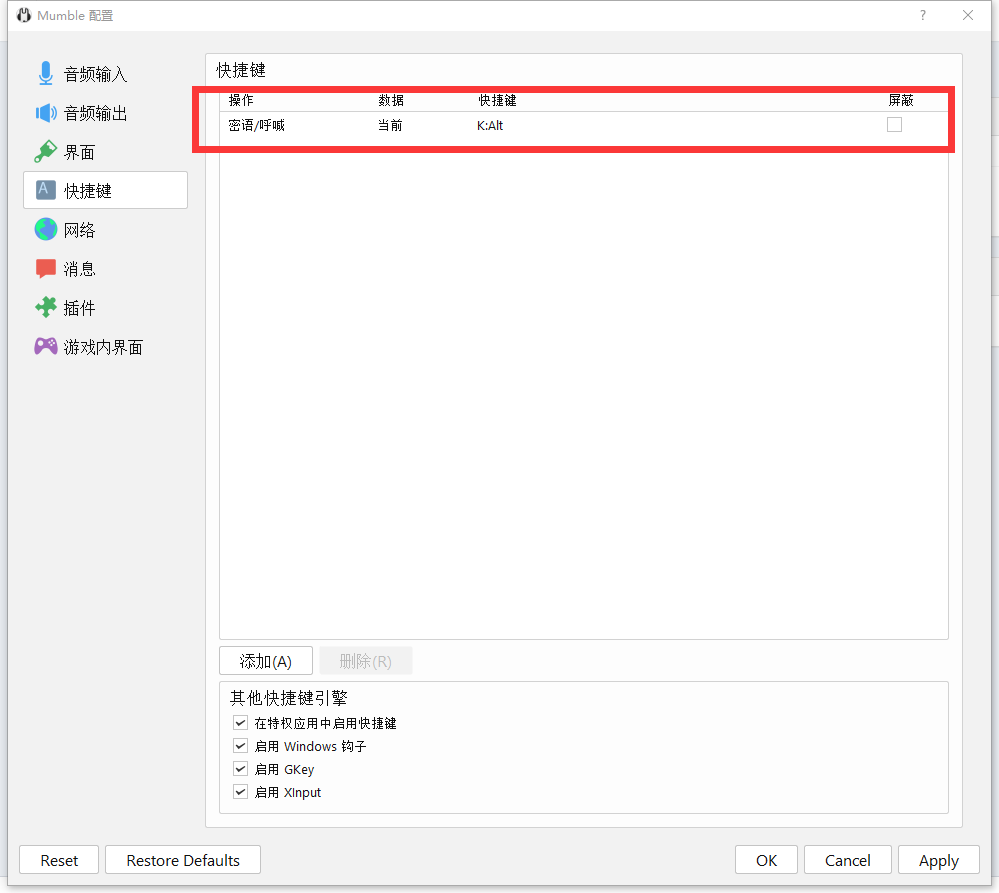 Mumble 配置
?
音频输入
音频输出
界面
快捷键
网络
消息
插件
游戏内界面
快捷键
操作 数据 快捷键 屏蔽
密语/呼喊 当前 K:Alt
添加(A) 删除(R)
其他快捷键引擎
在特权应用中启用快捷键
启用 Windows 钩子
启用 GKey
启用 XInput
Reset Restore Defaults OK Cancel Apply